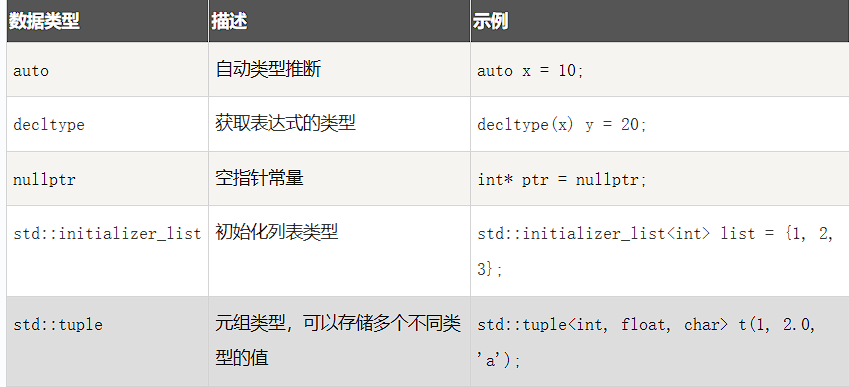 数据类型 描述 示例
auto 自动类型推断 auto x = 10;
decltype 获取表达式的类型 decltype(x) y = 20;
nullptr 空指针常量 int* ptr = nullptr;
std::initializer_list 初始化列表类型 std::initializer_list<int> list = {1, 2,
3};
std::tuple 元组类型，可以存储多个不同类 std::tuple<int, float, char> t(1, 2.0,
型的值 'a');